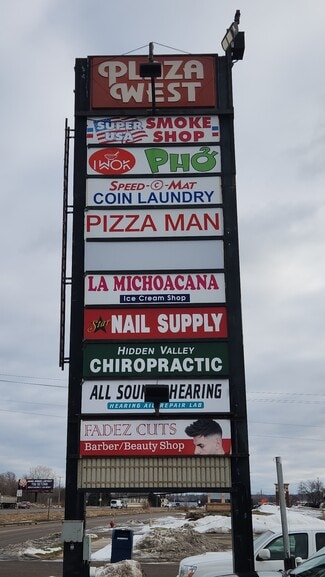 PLAZA
WEST
SUPER USA SMOKE SHOP
I WOK PHỞ
SPEED-C-MAT
COIN LAUNDRY
PIZZA MAN
LA MICHOACANA
Ice Cream Shop
Star NAIL SUPPLY
HIDDEN VALLEY
CHIROPRACTIC
ALL HEARING
HEARING AID REPAIR LAB
FADEZ CUTS
Barber/Beauty Shop